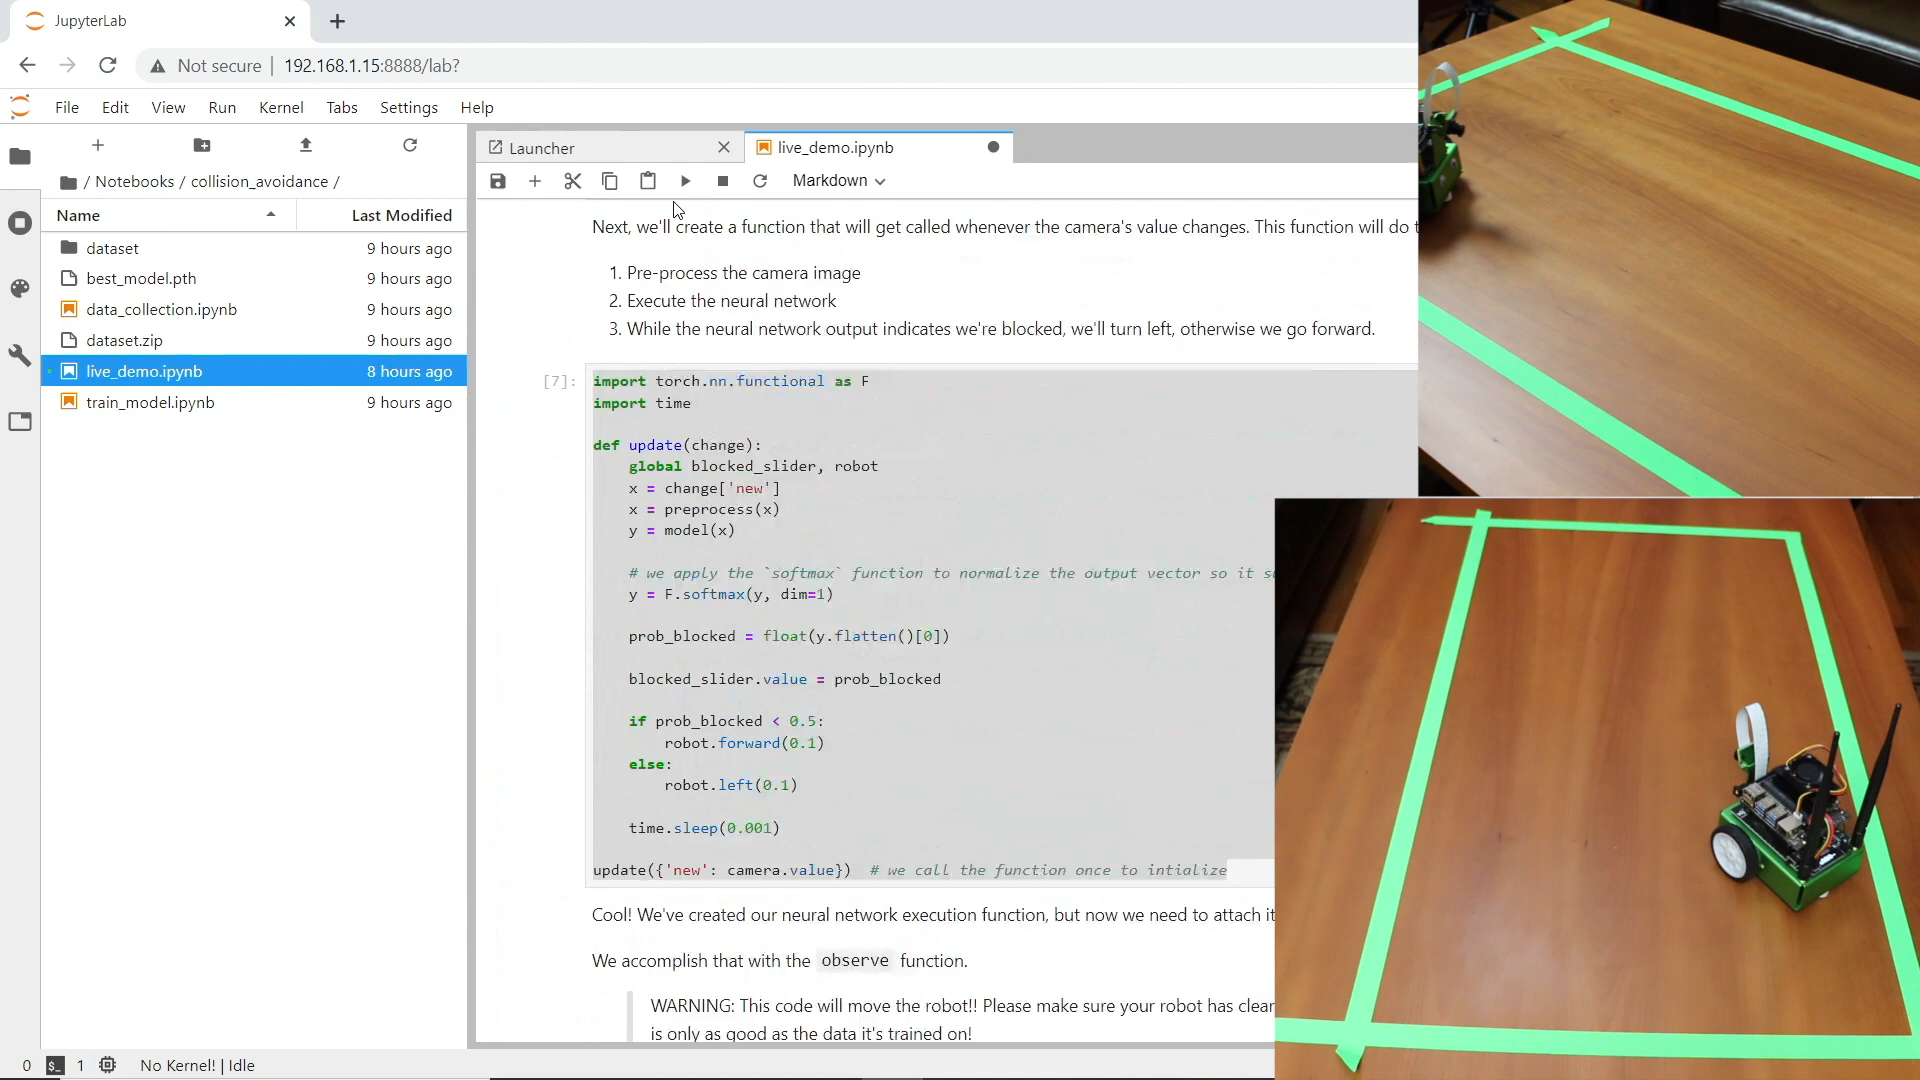 JupyterLab
Not secure 192.168.1.15:8888/lab?
File Edit View Run Kernel Tabs Settings Help
/ Notebooks / collision_avoidance /
Name Last Modified
dataset 9 hours ago
best_model.pth 9 hours ago
data_collection.ipynb 9 hours ago
dataset.zip 9 hours ago
live_demo.ipynb 8 hours ago
train_model.ipynb 9 hours ago
Launcher live_demo.ipynb
Markdown
Next, we'll create a function that will get called whenever the camera's value changes. This function will do
1. Pre-process the camera image
2. Execute the neural network
3. While the neural network output indicates we're blocked, we'll turn left, otherwise we go forward.
[7]: import torch.nn.functional as F
import time
def update(change):
global blocked_slider, robot
x = change['new']
x = preprocess(x)
y = model(x)
# we apply the `softmax` function to normalize the output vector so it
y = F.softmax(y, dim=1)
prob_blocked = float(y.flatten()[0])
blocked_slider.value = prob_blocked
if prob_blocked < 0.5:
robot.forward(0.1)
else:
robot.left(0.1)
time.sleep(0.001)
update({'new': camera.value}) # we call the function once to intialize
Cool! We've created our neural network execution function, but now we need to attach it
We accomplish that with the observe function.
WARNING: This code will move the robot!! Please make sure your robot has clear
is only as good as the data it's trained on!
0 $_ 1 No Kernel! | Idle